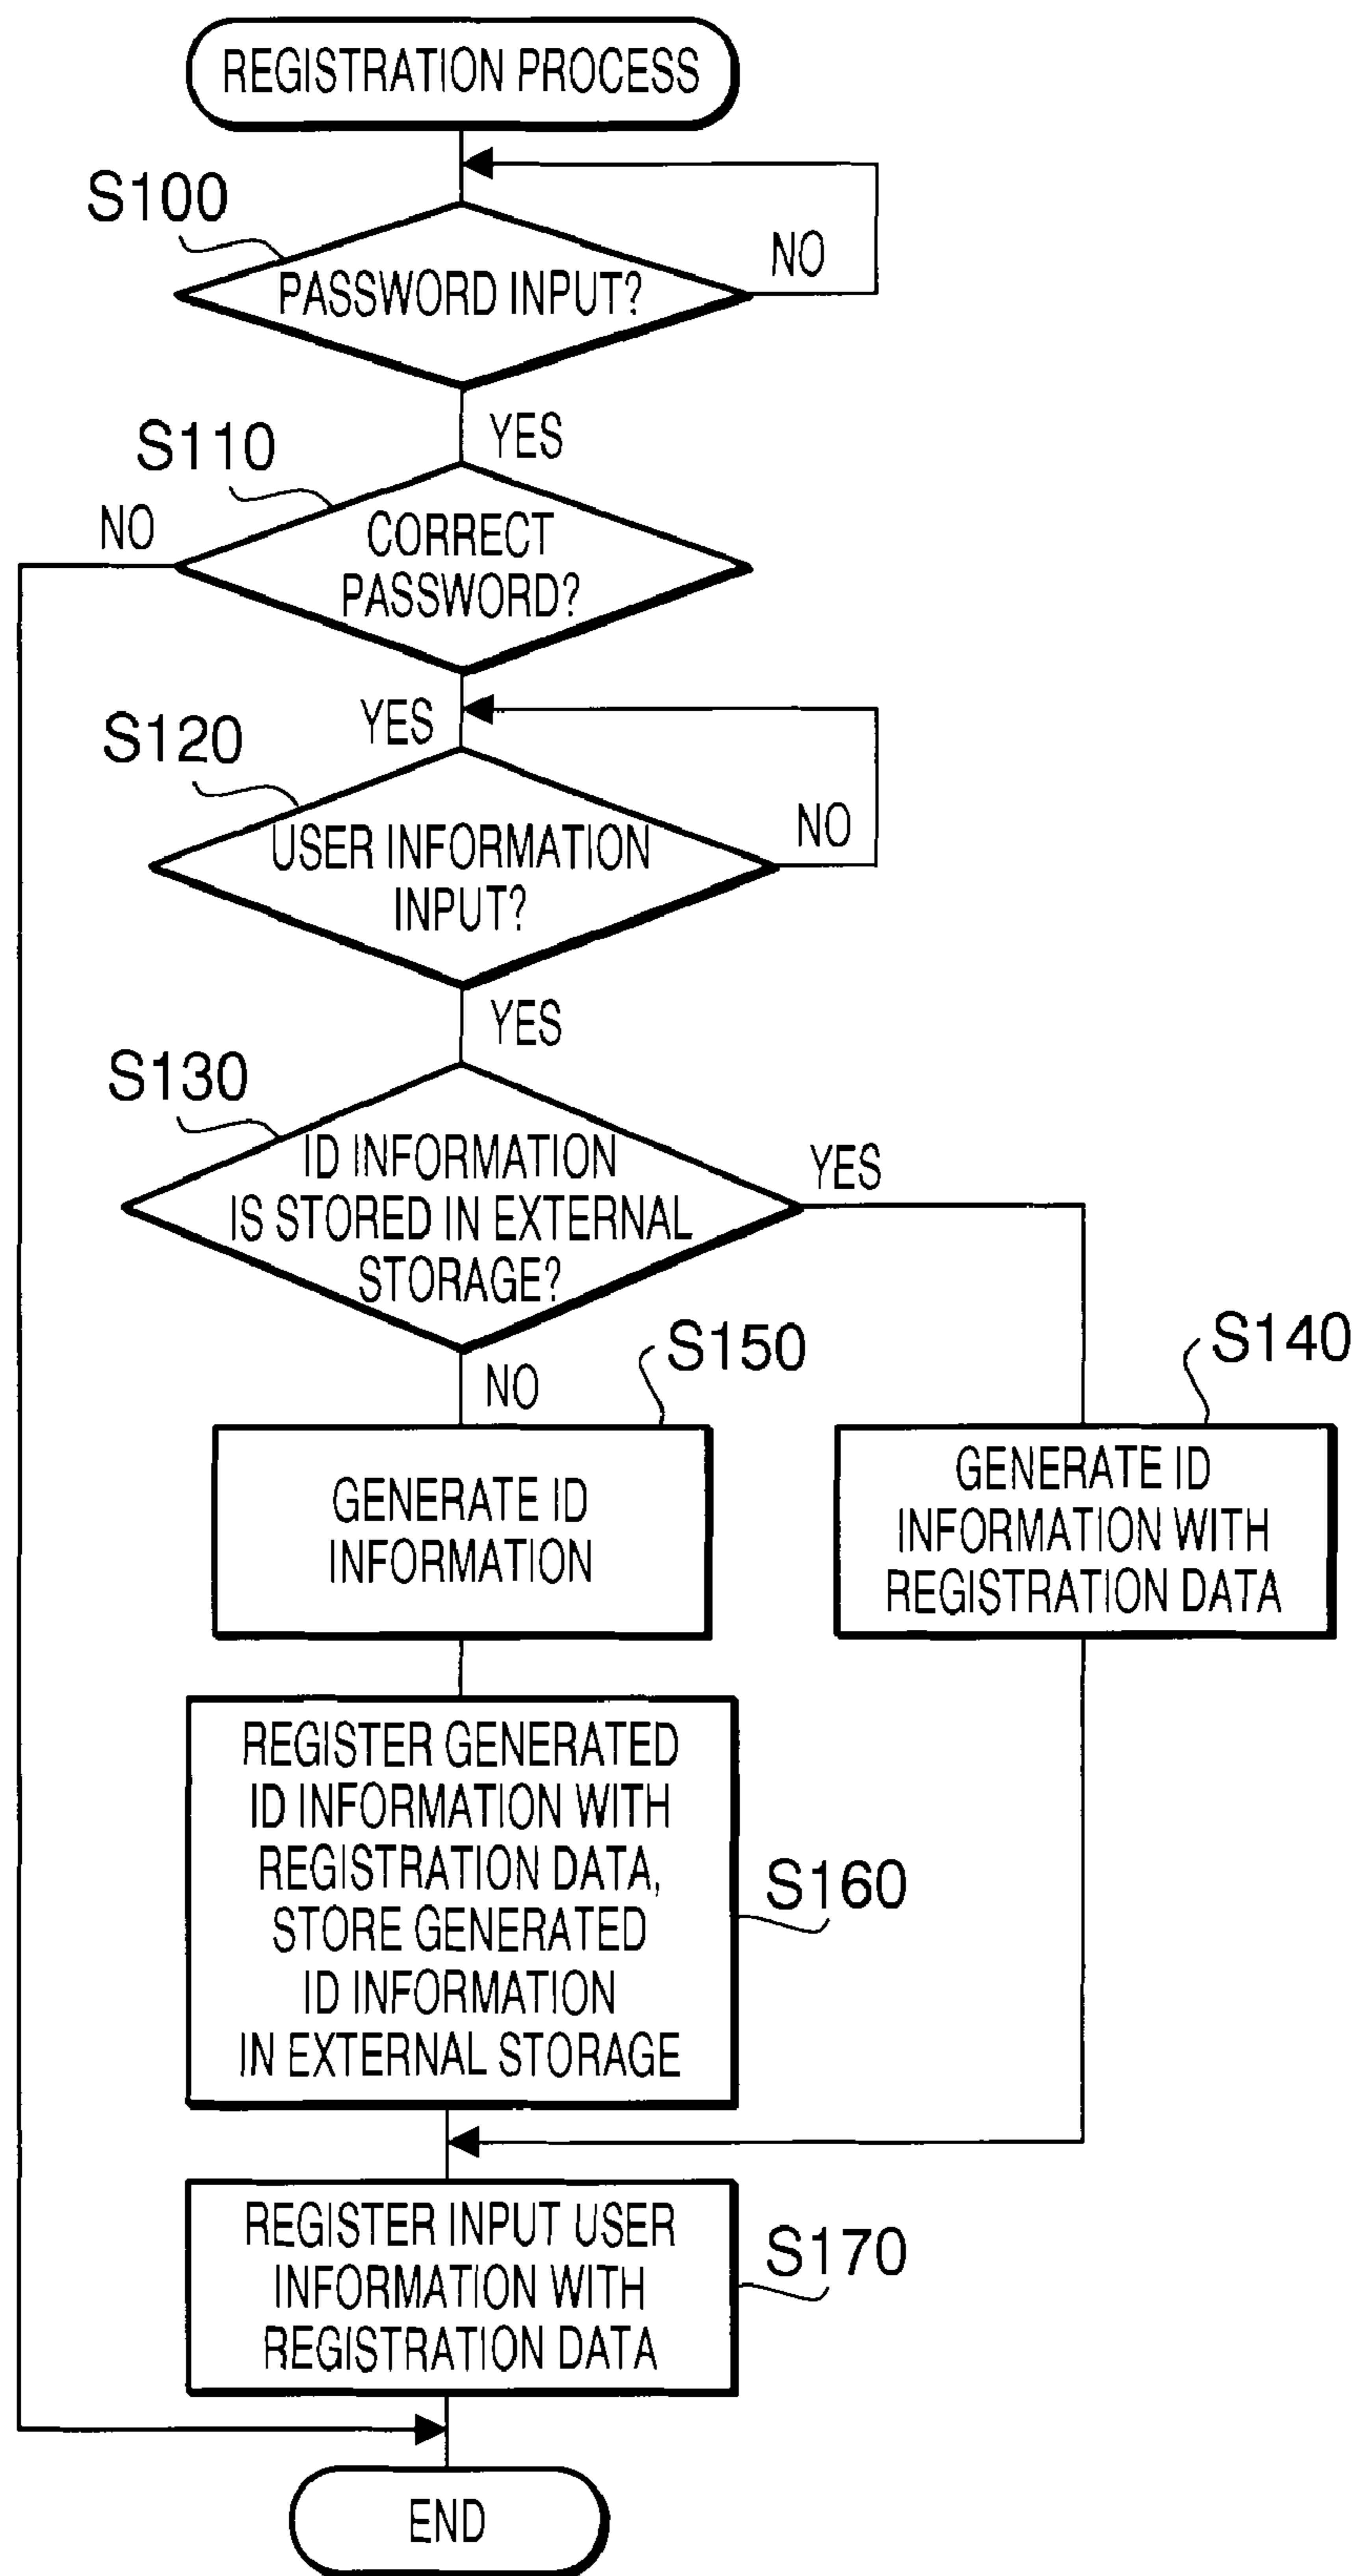 REGISTRATION PROCESS
S100
PASSWORD INPUT?
NO
YES
S110
NO
CORRECT
PASSWORD?
YES
S120
USER INFORMATION
INPUT?
NO
YES
S130
ID INFORMATION
IS STORED IN EXTERNAL
STORAGE?
YES
NO
S150
GENERATE ID
INFORMATION
S140
GENERATE ID
INFORMATION WITH
REGISTRATION DATA
REGISTER GENERATED
ID INFORMATION WITH
REGISTRATION DATA,
STORE GENERATED
ID INFORMATION
IN EXTERNAL STORAGE
S160
REGISTER INPUT USER
INFORMATION WITH
REGISTRATION DATA
S170
END